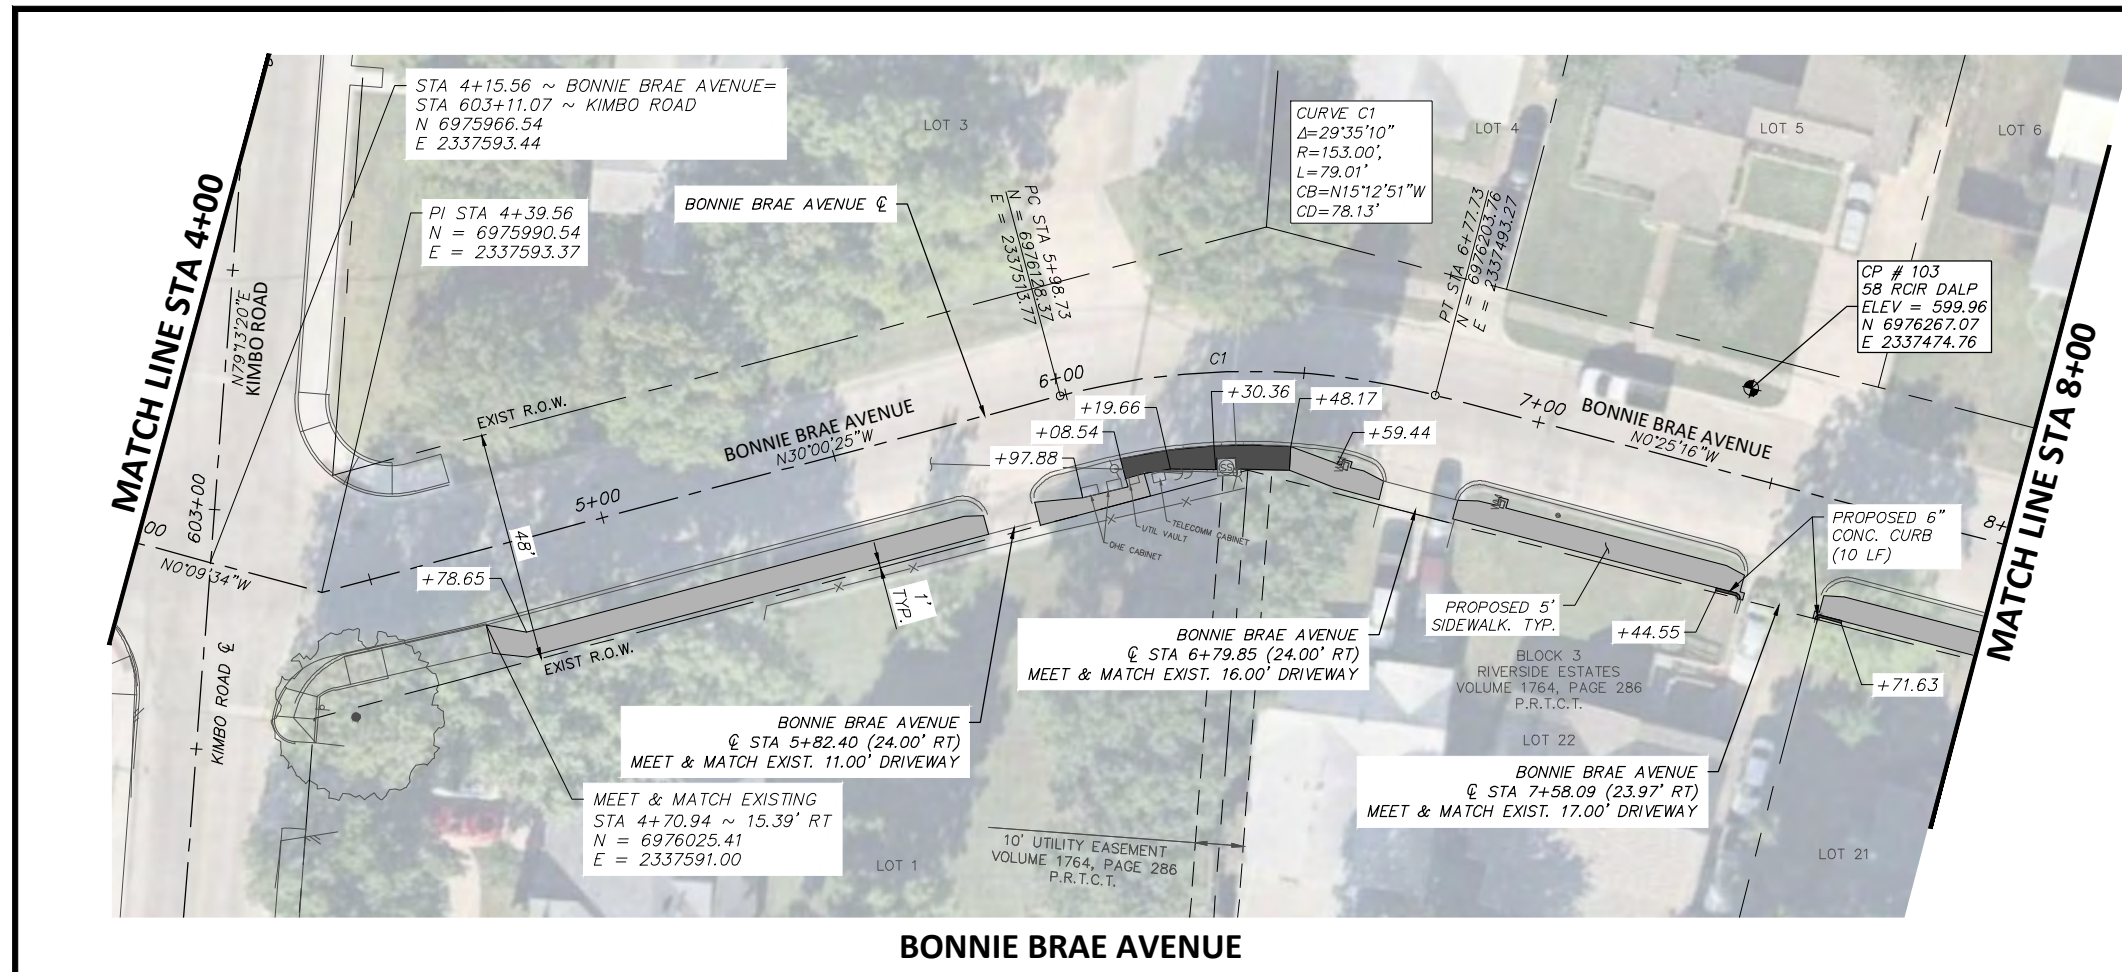 STA 4+15.56 ~ BONNIE BRAE AVENUE=
STA 603+11.07 ~ KIMBO ROAD
N 6975966.54
E 2337593.44
PI STA 4+39.56
N = 6975990.54
E = 2337593.37
BONNIE BRAE AVENUE ℄
LOT 3
PC STA 5+98.73
N = 6976128.37
E = 2337513.77
CURVE C1
Δ=29°35'10"
R=153.00',
L=79.01'
CB=N15°12'51"W
CD=78.13'
LOT 4
LOT 5
LOT 6
PT STA 6+77.73
N = 6976203.76
E = 2337493.27
CP # 103
58 RCIR DALP
ELEV = 599.96
N 6976267.07
E 2337474.76
MATCH LINE STA 4+00
MATCH LINE STA 8+00
N79°13'20"E
KIMBO ROAD
603+00
00
N0°09'34"W
KIMBO ROAD ℄
EXIST R.O.W.
48'
5+00
BONNIE BRAE AVENUE
N30°00'25"W
6+00
C1
7+00
BONNIE BRAE AVENUE
N0°25'16"W
8+
+78.65
+97.88
+08.54
+19.66
+30.36
+48.17
+59.44
GS
OHE CABINET
UTIL VAULT
TELECOMM CABINET
1'
TYP.
EXIST R.O.W.
PROPOSED 6"
CONC. CURB
(10 LF)
PROPOSED 5'
SIDEWALK. TYP.
+44.55
+71.63
BONNIE BRAE AVENUE
℄ STA 6+79.85 (24.00' RT)
MEET & MATCH EXIST. 16.00' DRIVEWAY
BLOCK 3
RIVERSIDE ESTATES
VOLUME 1764, PAGE 286
P.R.T.C.T.
LOT 22
BONNIE BRAE AVENUE
℄ STA 5+82.40 (24.00' RT)
MEET & MATCH EXIST. 11.00' DRIVEWAY
BONNIE BRAE AVENUE
℄ STA 7+58.09 (23.97' RT)
MEET & MATCH EXIST. 17.00' DRIVEWAY
MEET & MATCH EXISTING
STA 4+70.94 ~ 15.39' RT
N = 6976025.41
E = 2337591.00
LOT 1
10' UTILITY EASEMENT
VOLUME 1764, PAGE 286
P.R.T.C.T.
LOT 21
BONNIE BRAE AVENUE